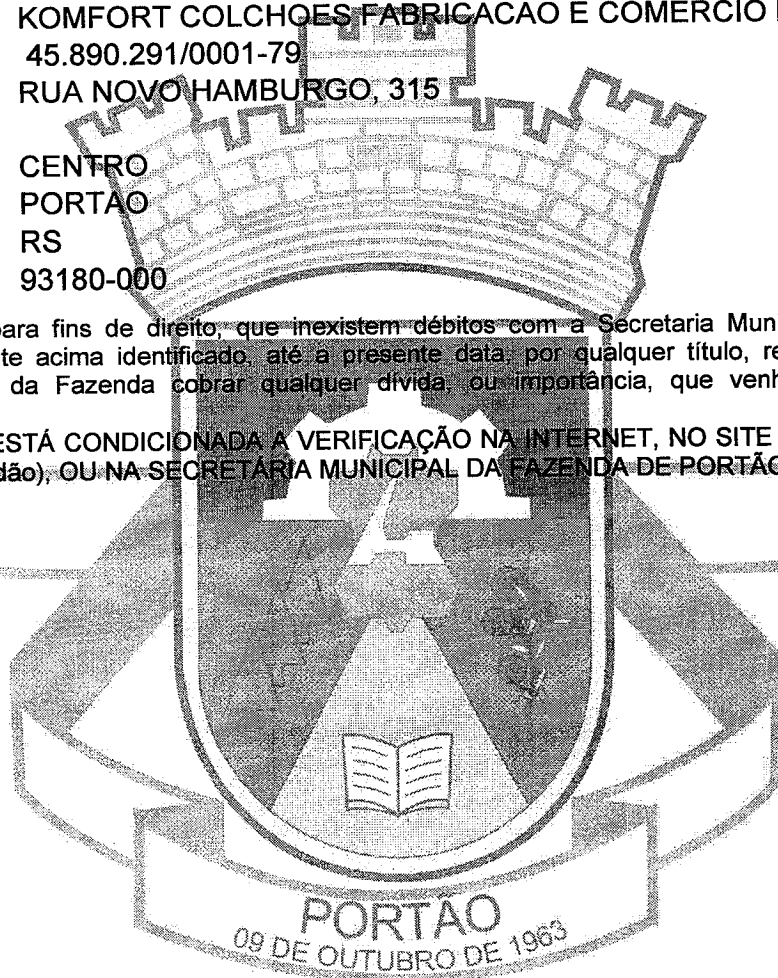 KOMFORT COLCHOES FABRICACAO E COMERCIO
45.890.291/0001-79
RUA NOVO HAMBURGO, 315
CENTRO
PORTAO
RS
93180-000
para fins de direito, que inexistem débitos com a Secretaria Mun
te acima identificado, até a presente data, por qualquer título, re
da Fazenda cobrar qualquer dívida, ou importância, que venh
ESTÁ CONDICIONADA A VERIFICAÇÃO NA INTERNET, NO SITE
dão), OU NA SECRETÁRIA MUNICIPAL DA FAZENDA DE PORTÃO
PORTÃO
09 DE OUTUBRO DE 1963